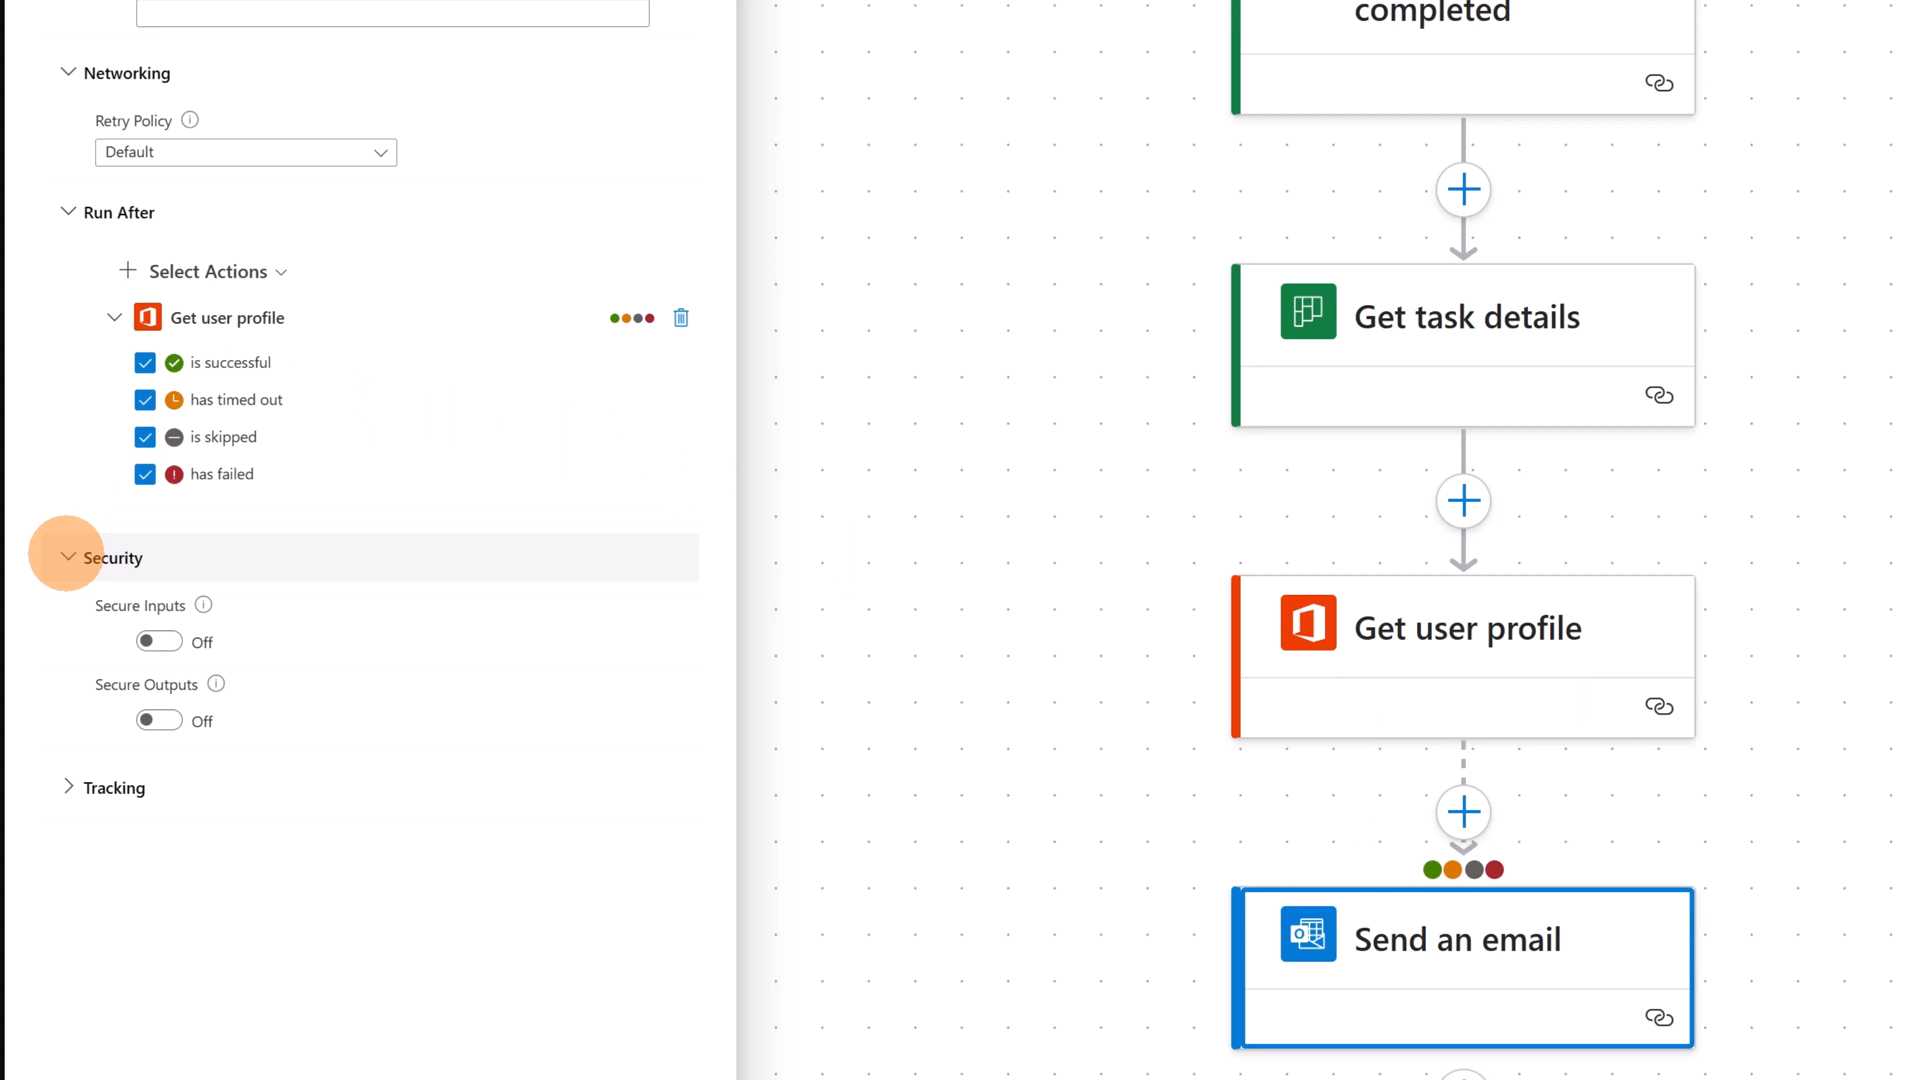 Networking
Retry Policy
Default
Run After
Select Actions
Get user profile
is successful
has timed out
is skipped
has failed
Security
Secure Inputs
Off
Secure Outputs
Off
Tracking
completed
Get task details
Get user profile
Send an email